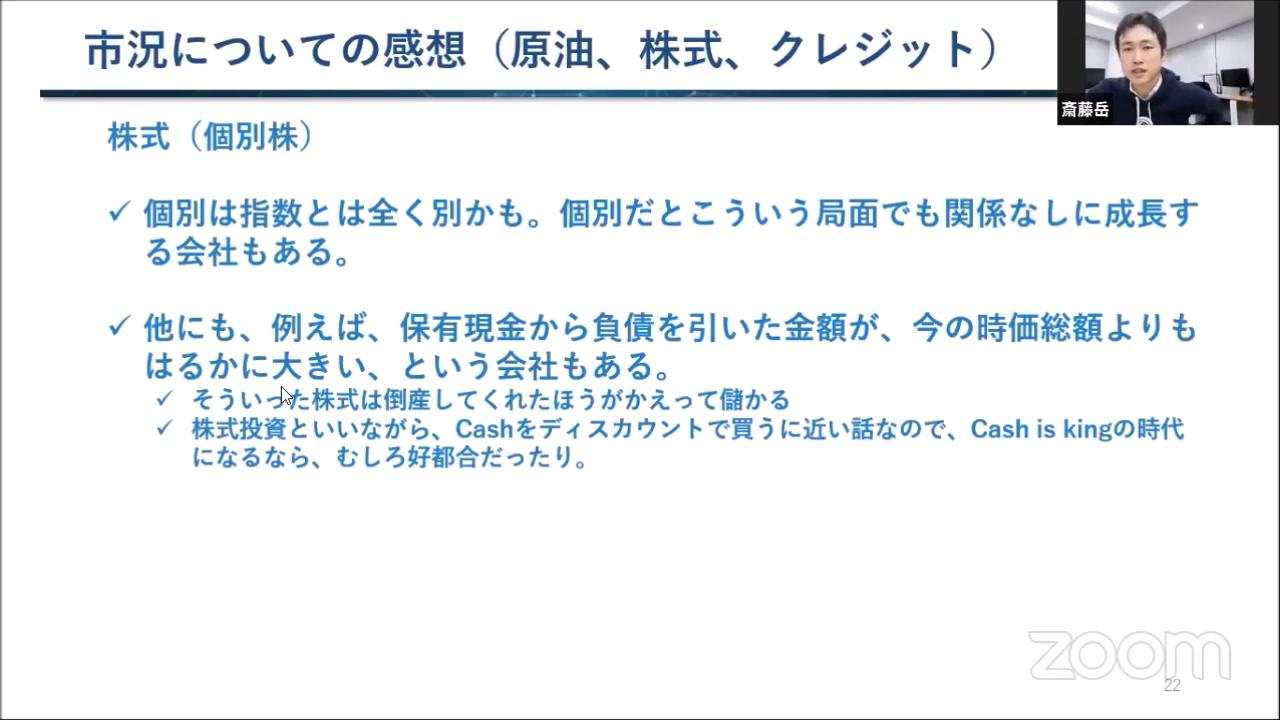 市況についての感想（原油、株式、クレジット）
斎藤岳
株式（個別株）
✓ 個別は指数とは全く別かも。個別だとこういう局面でも関係なしに成長す
る会社もある。
✓ 他にも、例えば、保有現金から負債を引いた金額が、今の時価総額よりも
はるかに大きい、という会社もある。
✓ そういった株式は倒産してくれたほうがかえって儲かる
✓ 株式投資といいながら、Cashをディスカウントで買うに近い話なので、Cash is kingの時代
になるなら、むしろ好都合だったり。
zoom
22